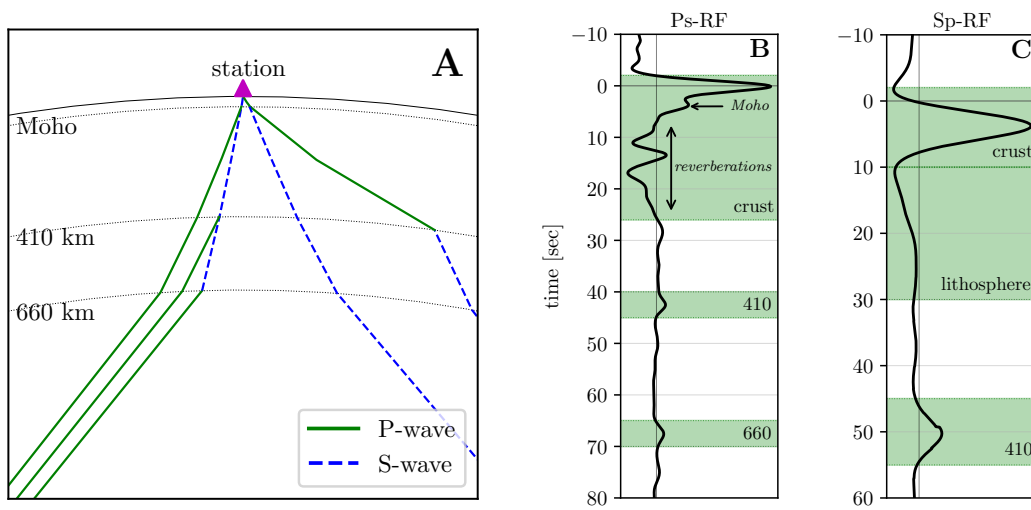 A
station
Moho
410 km
660 km
P-wave
S-wave
Ps-RF
B
time [sec]
−10
0
10
20
30
40
50
60
70
80
Moho
reverberations
crust
410
660
Sp-RF
C
−10
0
10
20
30
40
50
60
crust
lithosphere
410